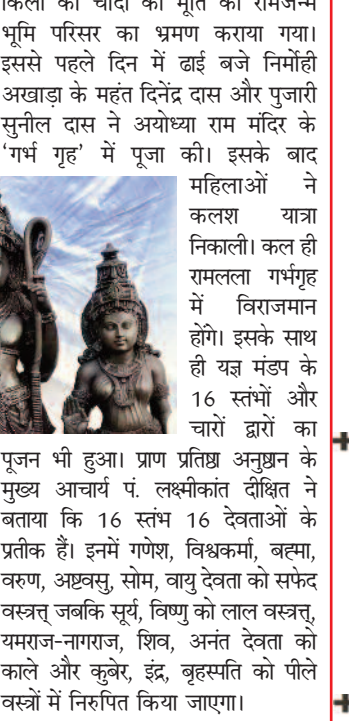 किलो की चांदी की मूर्ति को रामजन्म
भूमि परिसर का भ्रमण कराया गया।
इससे पहले दिन में ढाई बजे निर्मोही
अखाड़ा के महंत दिनेंद्र दास और पुजारी
सुनील दास ने अयोध्या राम मंदिर के
‘गर्भ गृह’ में पूजा की। इसके बाद
महिलाओं ने
कलश यात्रा
निकाली। कल ही
रामलला गर्भगृह
में विराजमान
होंगे। इसके साथ
ही यज्ञ मंडप के
16 स्तंभों और
चारों द्वारों का
पूजन भी हुआ। प्राण प्रतिष्ठा अनुष्ठान के
मुख्य आचार्य पं. लक्ष्मीकांत दीक्षित ने
बताया कि 16 स्तंभ 16 देवताओं के
प्रतीक हैं। इनमें गणेश, विश्वकर्मा, बह्मा,
वरुण, अष्टवसु, सोम, वायु देवता को सफेद
वस्त्रत् जबकि सूर्य, विष्णु को लाल वस्त्रत्,
यमराज-नागराज, शिव, अनंत देवता को
काले और कुबेर, इंद्र, बृहस्पति को पीले
वस्त्रों में निरुपित किया जाएगा।